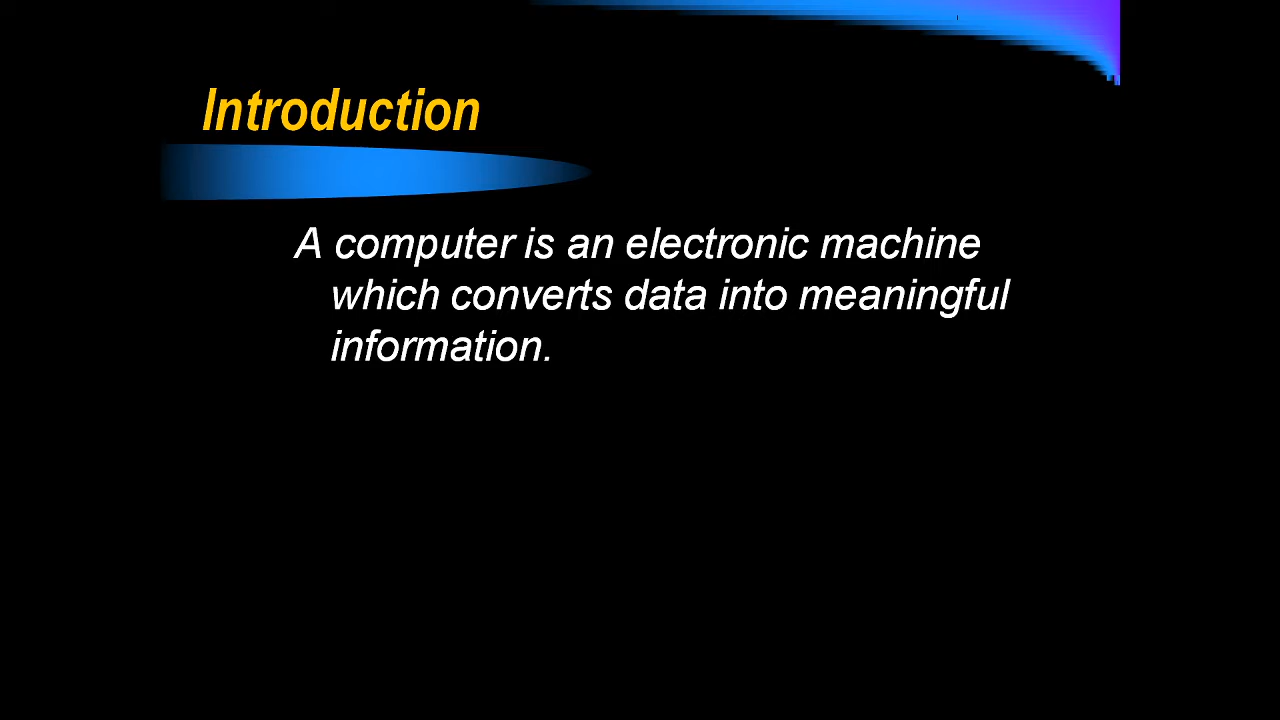 Introduction
A computer is an electronic machine
which converts data into meaningful
information.